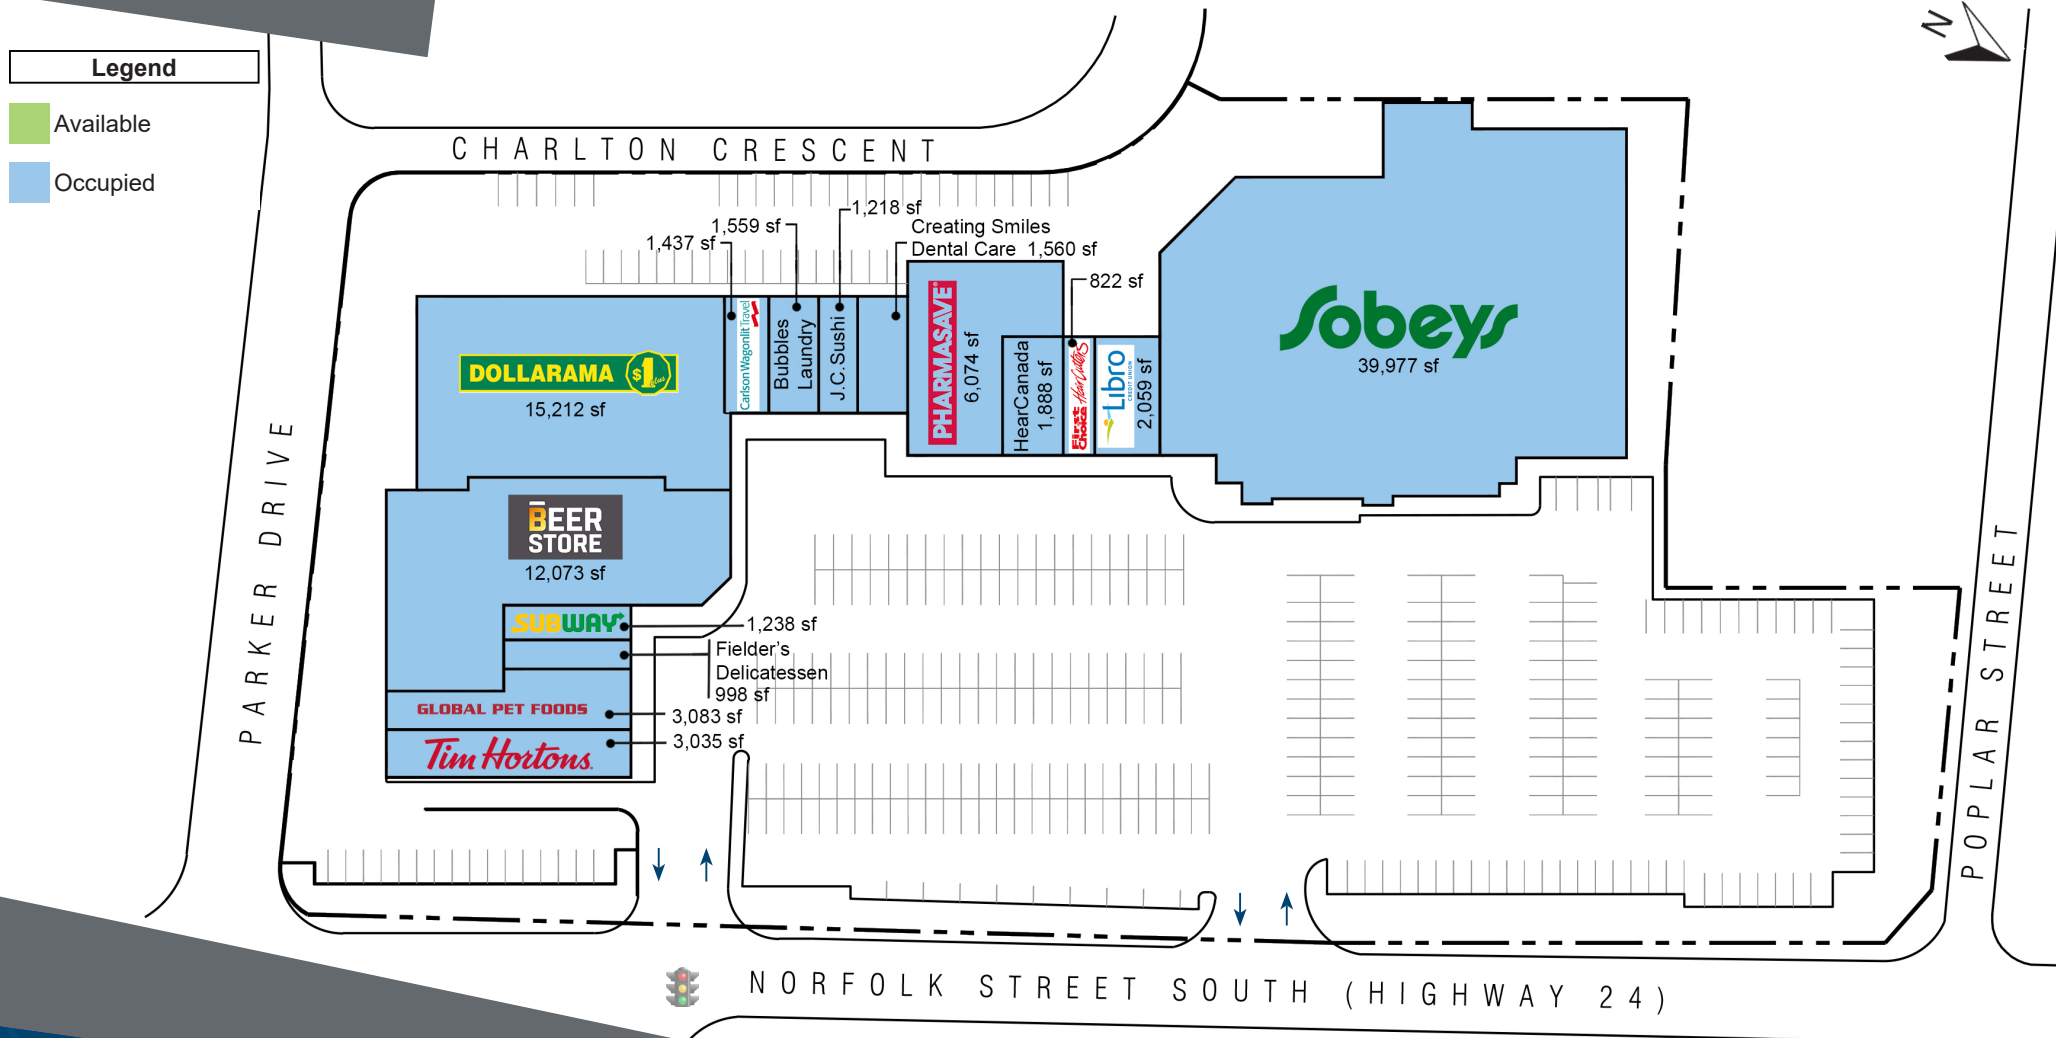 N
Legend
Available
Occupied
CHARLTON CRESCENT
PARKER DRIVE
POPLAR STREET
NORFOLK STREET SOUTH (HIGHWAY 24)
1,437 sf
1,559 sf
1,218 sf
Creating Smiles
Dental Care 1,560 sf
822 sf
DOLLARAMA $1 plus
15,212 sf
Carlson Wagonlit Travel
Bubbles
Laundry
J.C.Sushi
PHARMASAVE
6,074 sf
HearCanada
1,888 sf
First
Choice Haircutters
Libro
CREDIT UNION
2,059 sf
Sobeys
39,977 sf
BEER
STORE
12,073 sf
SUBWAY
1,238 sf
Fielder's
Delicatessen
998 sf
GLOBAL PET FOODS
3,083 sf
Tim Hortons.
3,035 sf